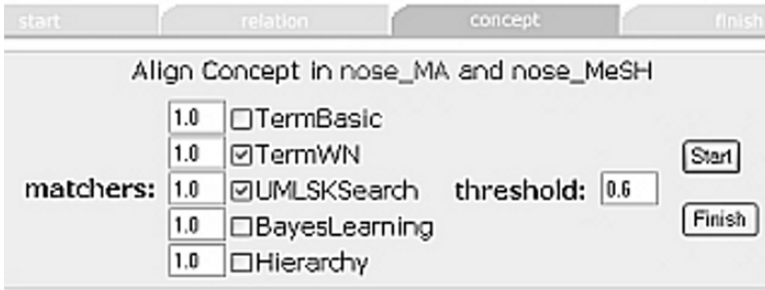 start relation concept finish
Align Concept in nose_MA and nose_MeSH
1.0 TermBasic
1.0 TermWN
matchers: 1.0 UMLSKSearch threshold: 0.6
1.0 BayesLearning
1.0 Hierarchy
Start
Finish